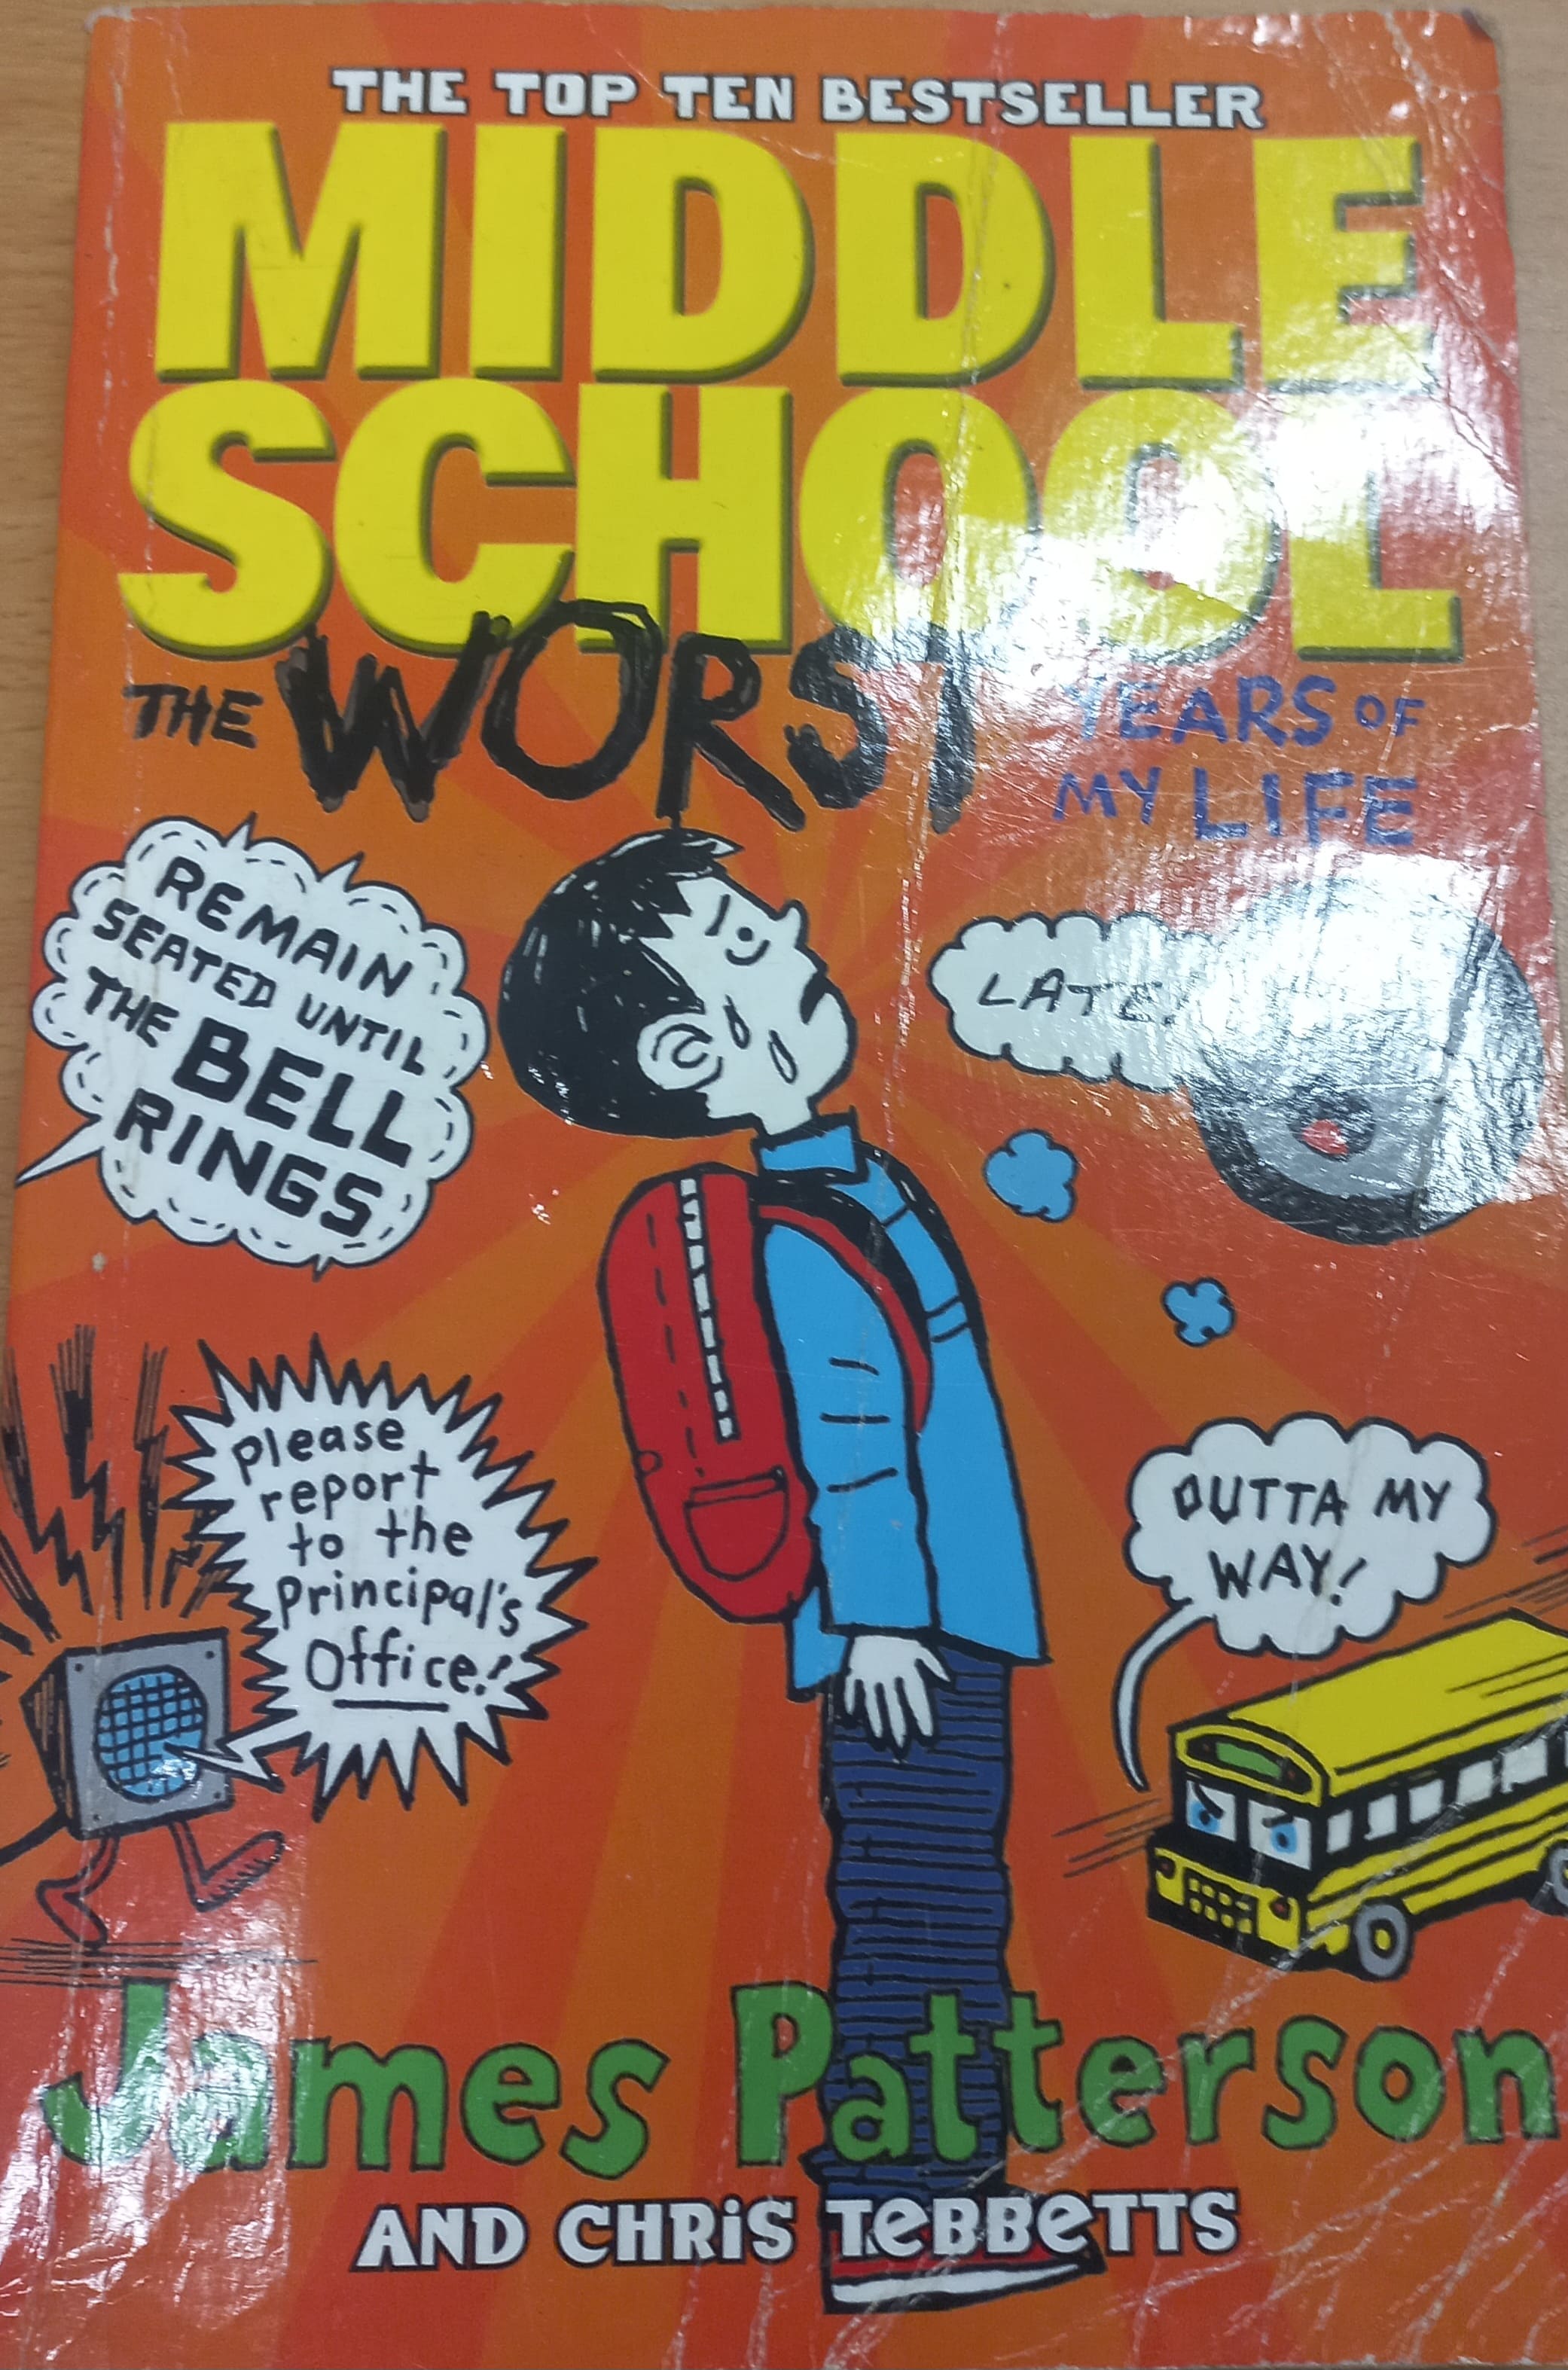 THE TOP TEN BESTSELLER
MIDDLE
SCHOOL
THE WORST YEARS OF
MY LIFE
REMAIN
SEATED UNTIL
THE BELL
RINGS
LATE!
Please
report
to the
Principal's
Office!
OUTTA MY
WAY!
James Patterson
AND CHRiS TeBBeTTS